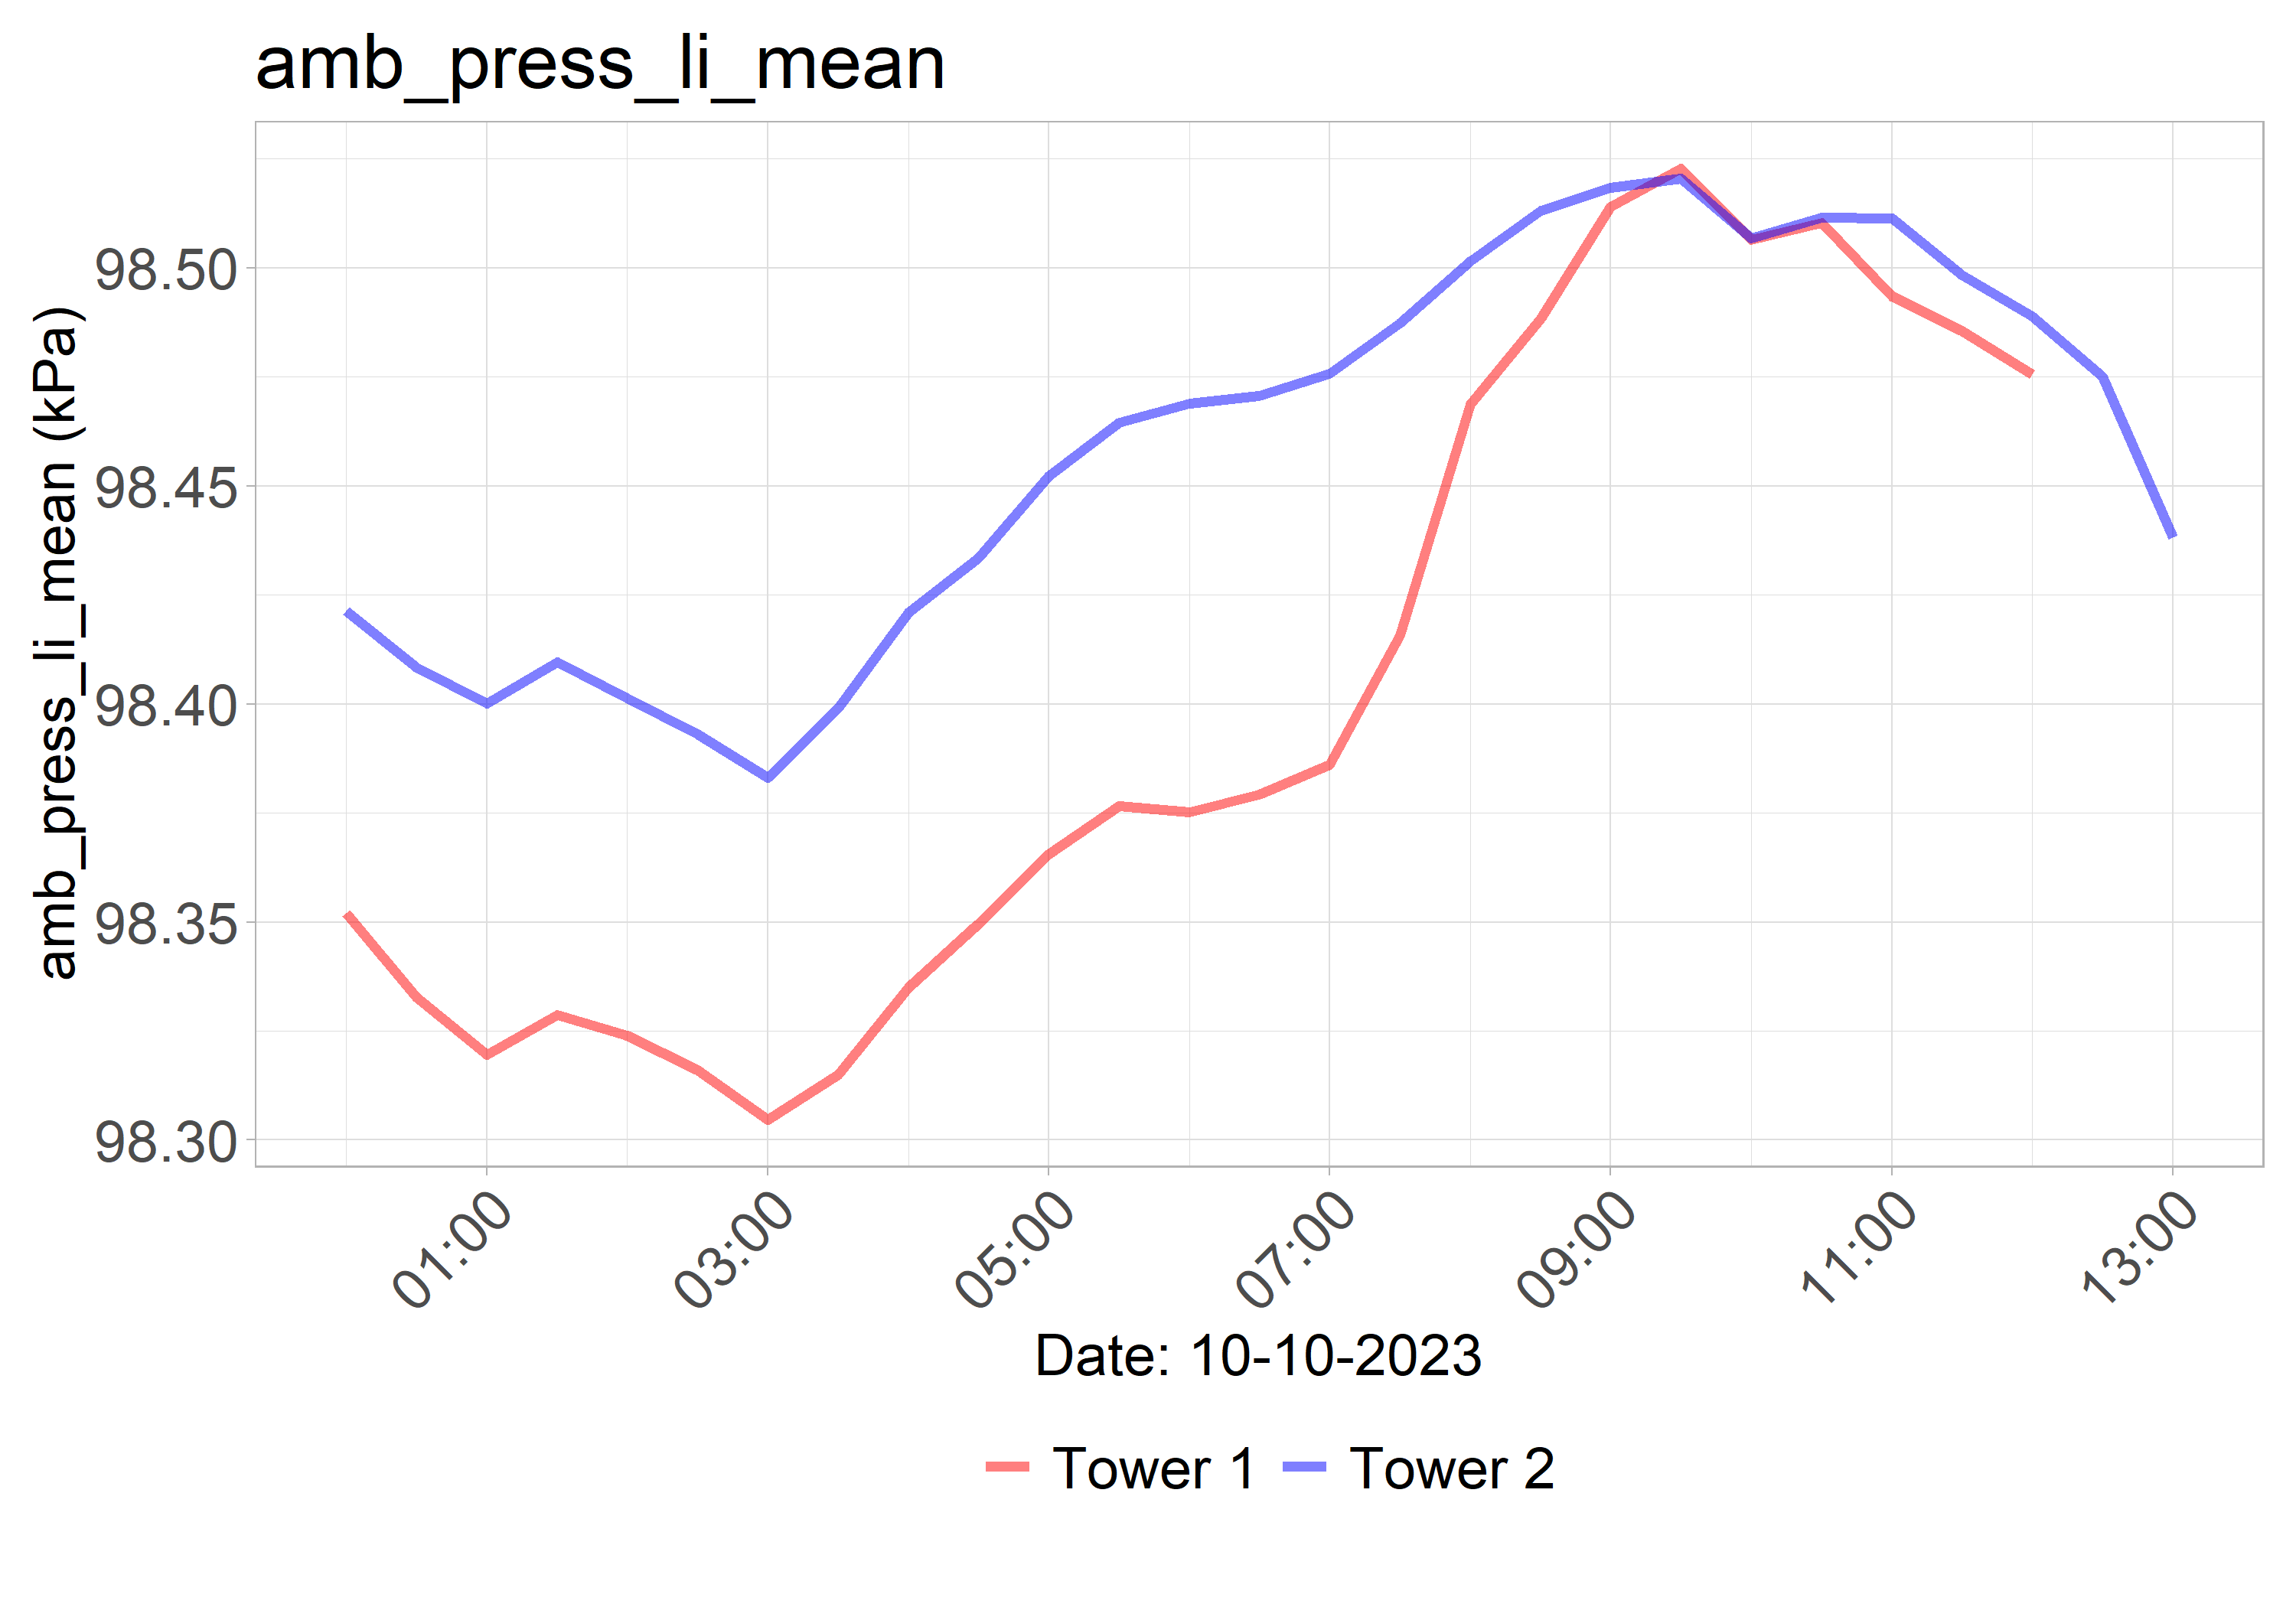 amb_press_li_mean
amb_press_li_mean (kPa)
98.50
98.45
98.40
98.35
98.30
01:00
03:00
05:00
07:00
09:00
11:00
13:00
Date: 10-10-2023
Tower 1
Tower 2